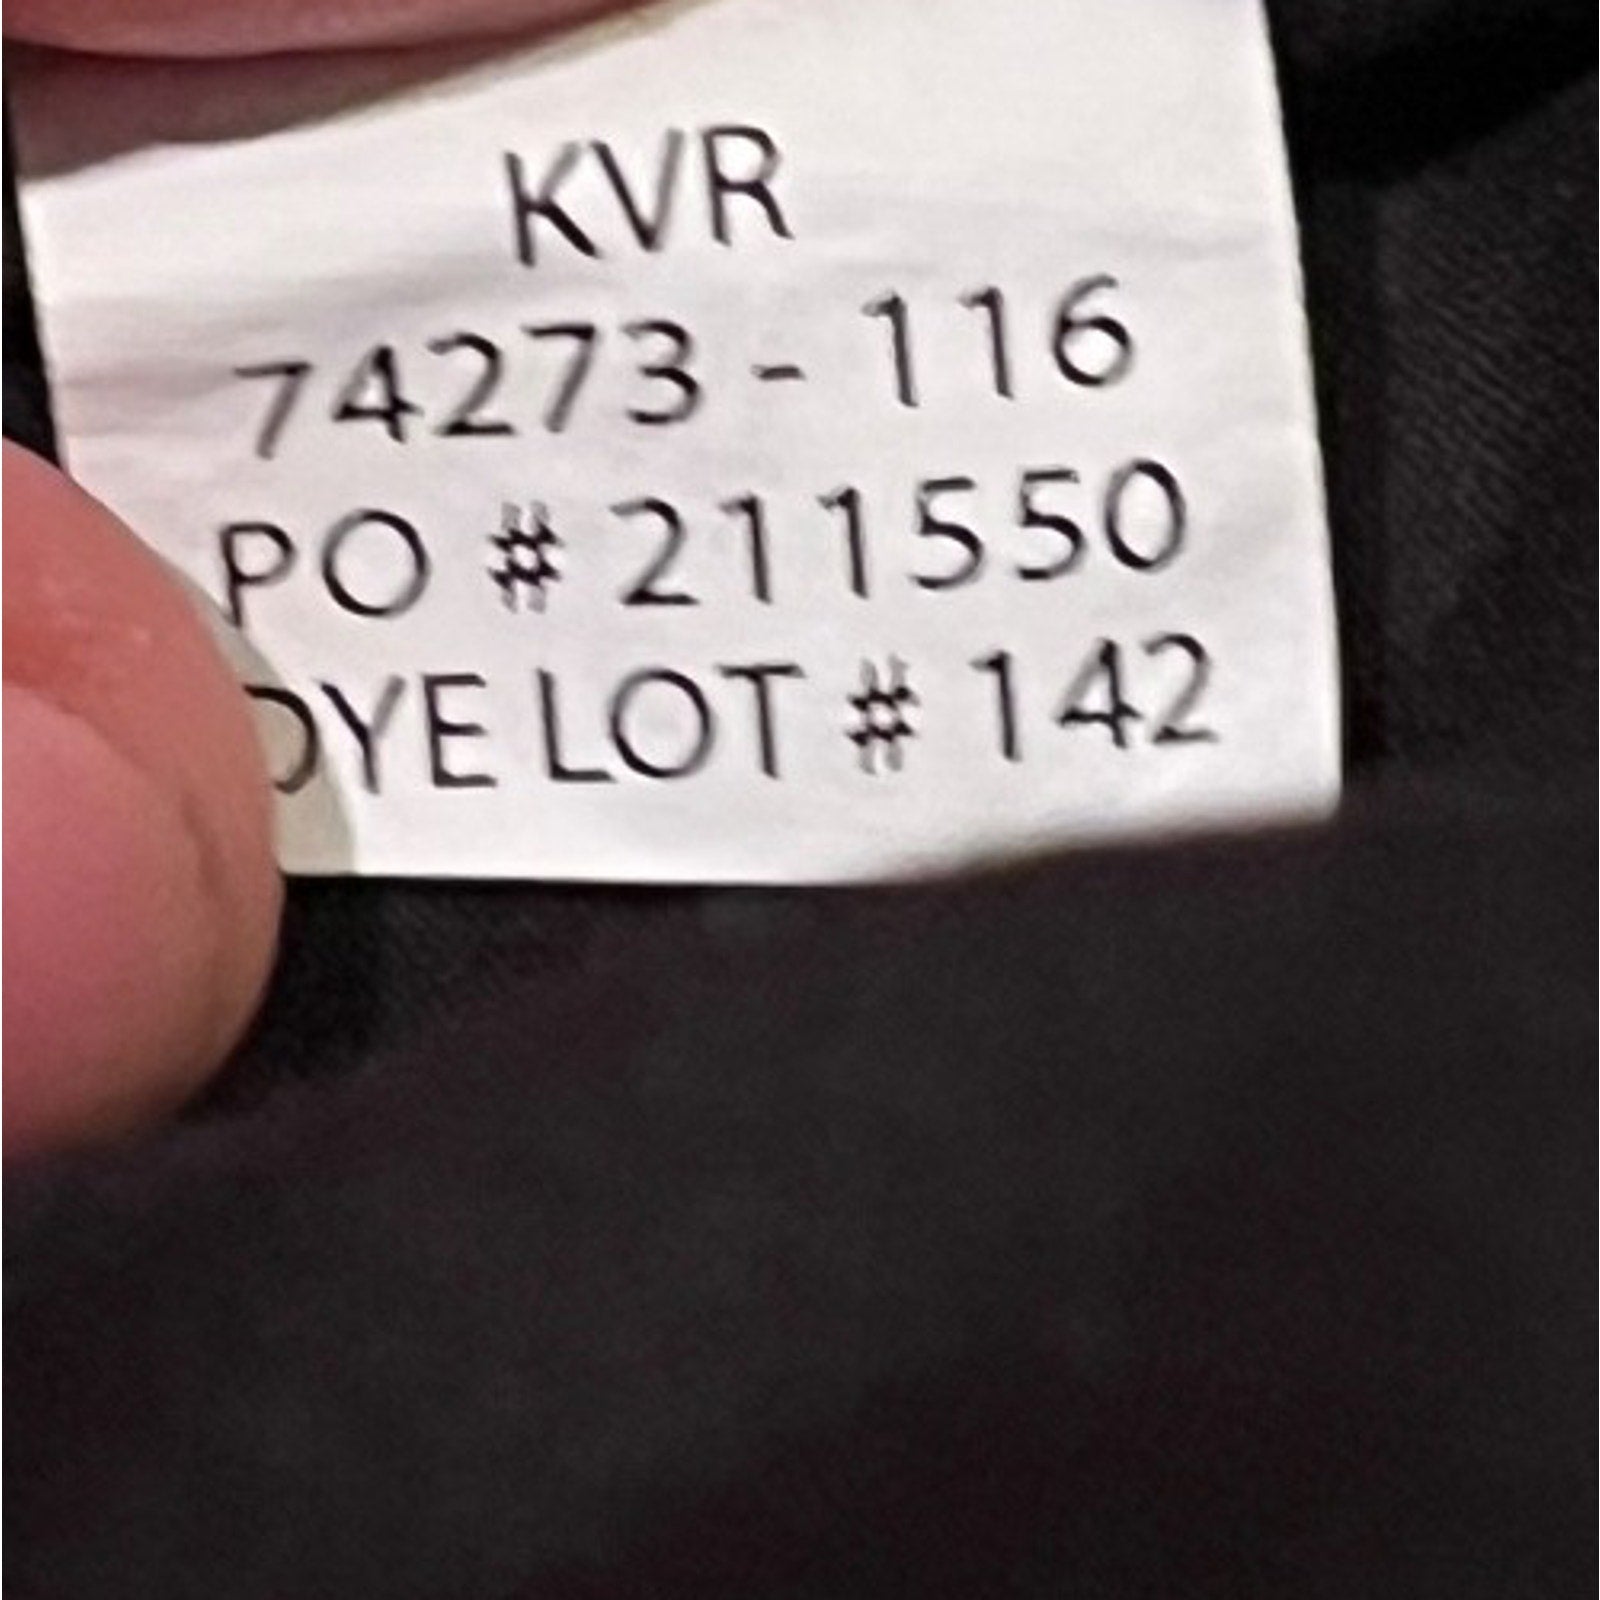 KVR
74273 - 116
PO # 211550
DYE LOT # 142